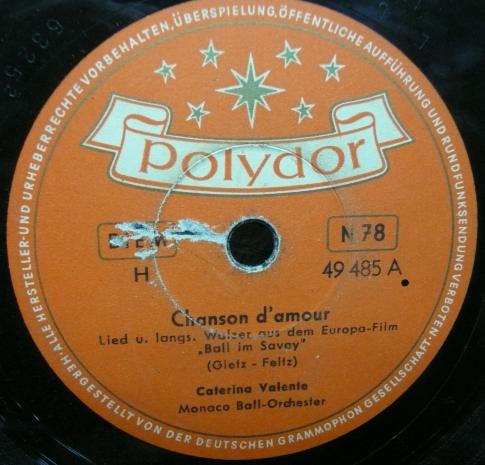 ALLE HERSTELLER-UND URHEBERRECHTE VORBEHALTEN, ÜBERSPIELUNG, ÖFFENTLICHE AUFFÜHRUNG UND RUNDFUNKSENDUNG VERBOTEN.
polydor
N 78
H
49 485 A
Chanson d'amour
Lied u. langs. Walzer aus dem Europa-Film
„Ball im Savoy"
(Gietz - Feltz)
Caterina Valente
Monaco Ball-Orchester
HERGESTELLT VON DER DEUTSCHEN GRAMMOPHON GESELLSCHAFT